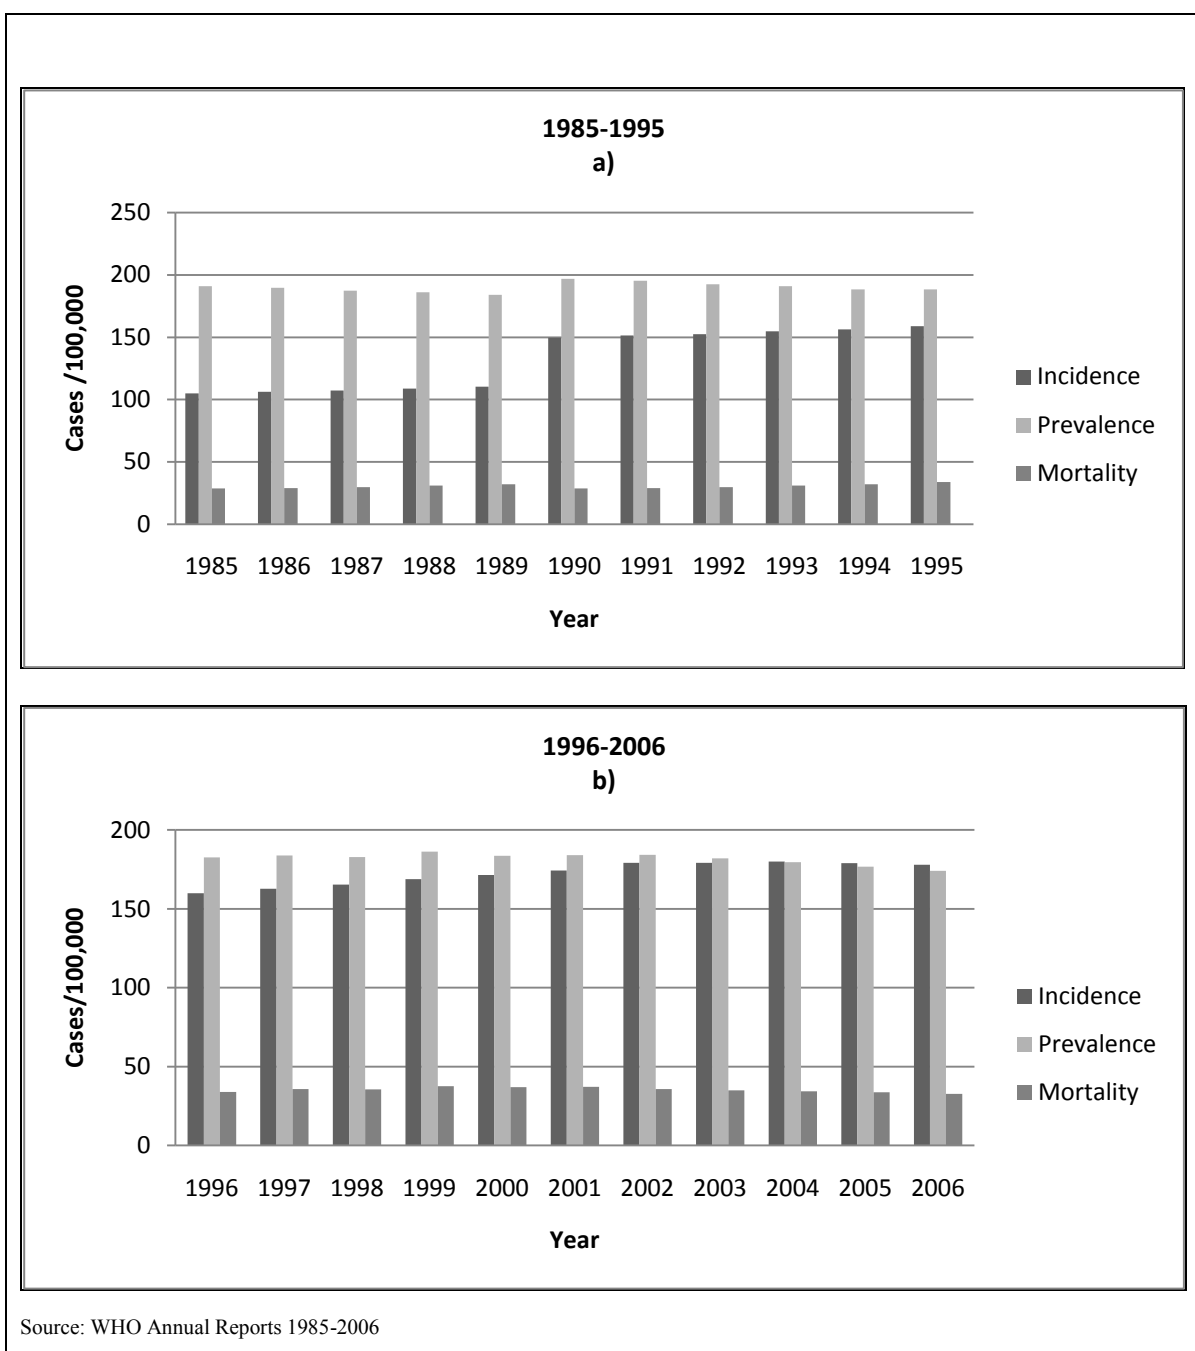 1985-1995
a)
250
200
150
100
50
0
Cases /100,000
1985 1986 1987 1988 1989 1990 1991 1992 1993 1994 1995
Year
Incidence
Prevalence
Mortality
1996-2006
b)
200
150
100
50
0
Cases/100,000
1996 1997 1998 1999 2000 2001 2002 2003 2004 2005 2006
Year
Incidence
Prevalence
Mortality
Source: WHO Annual Reports 1985-2006